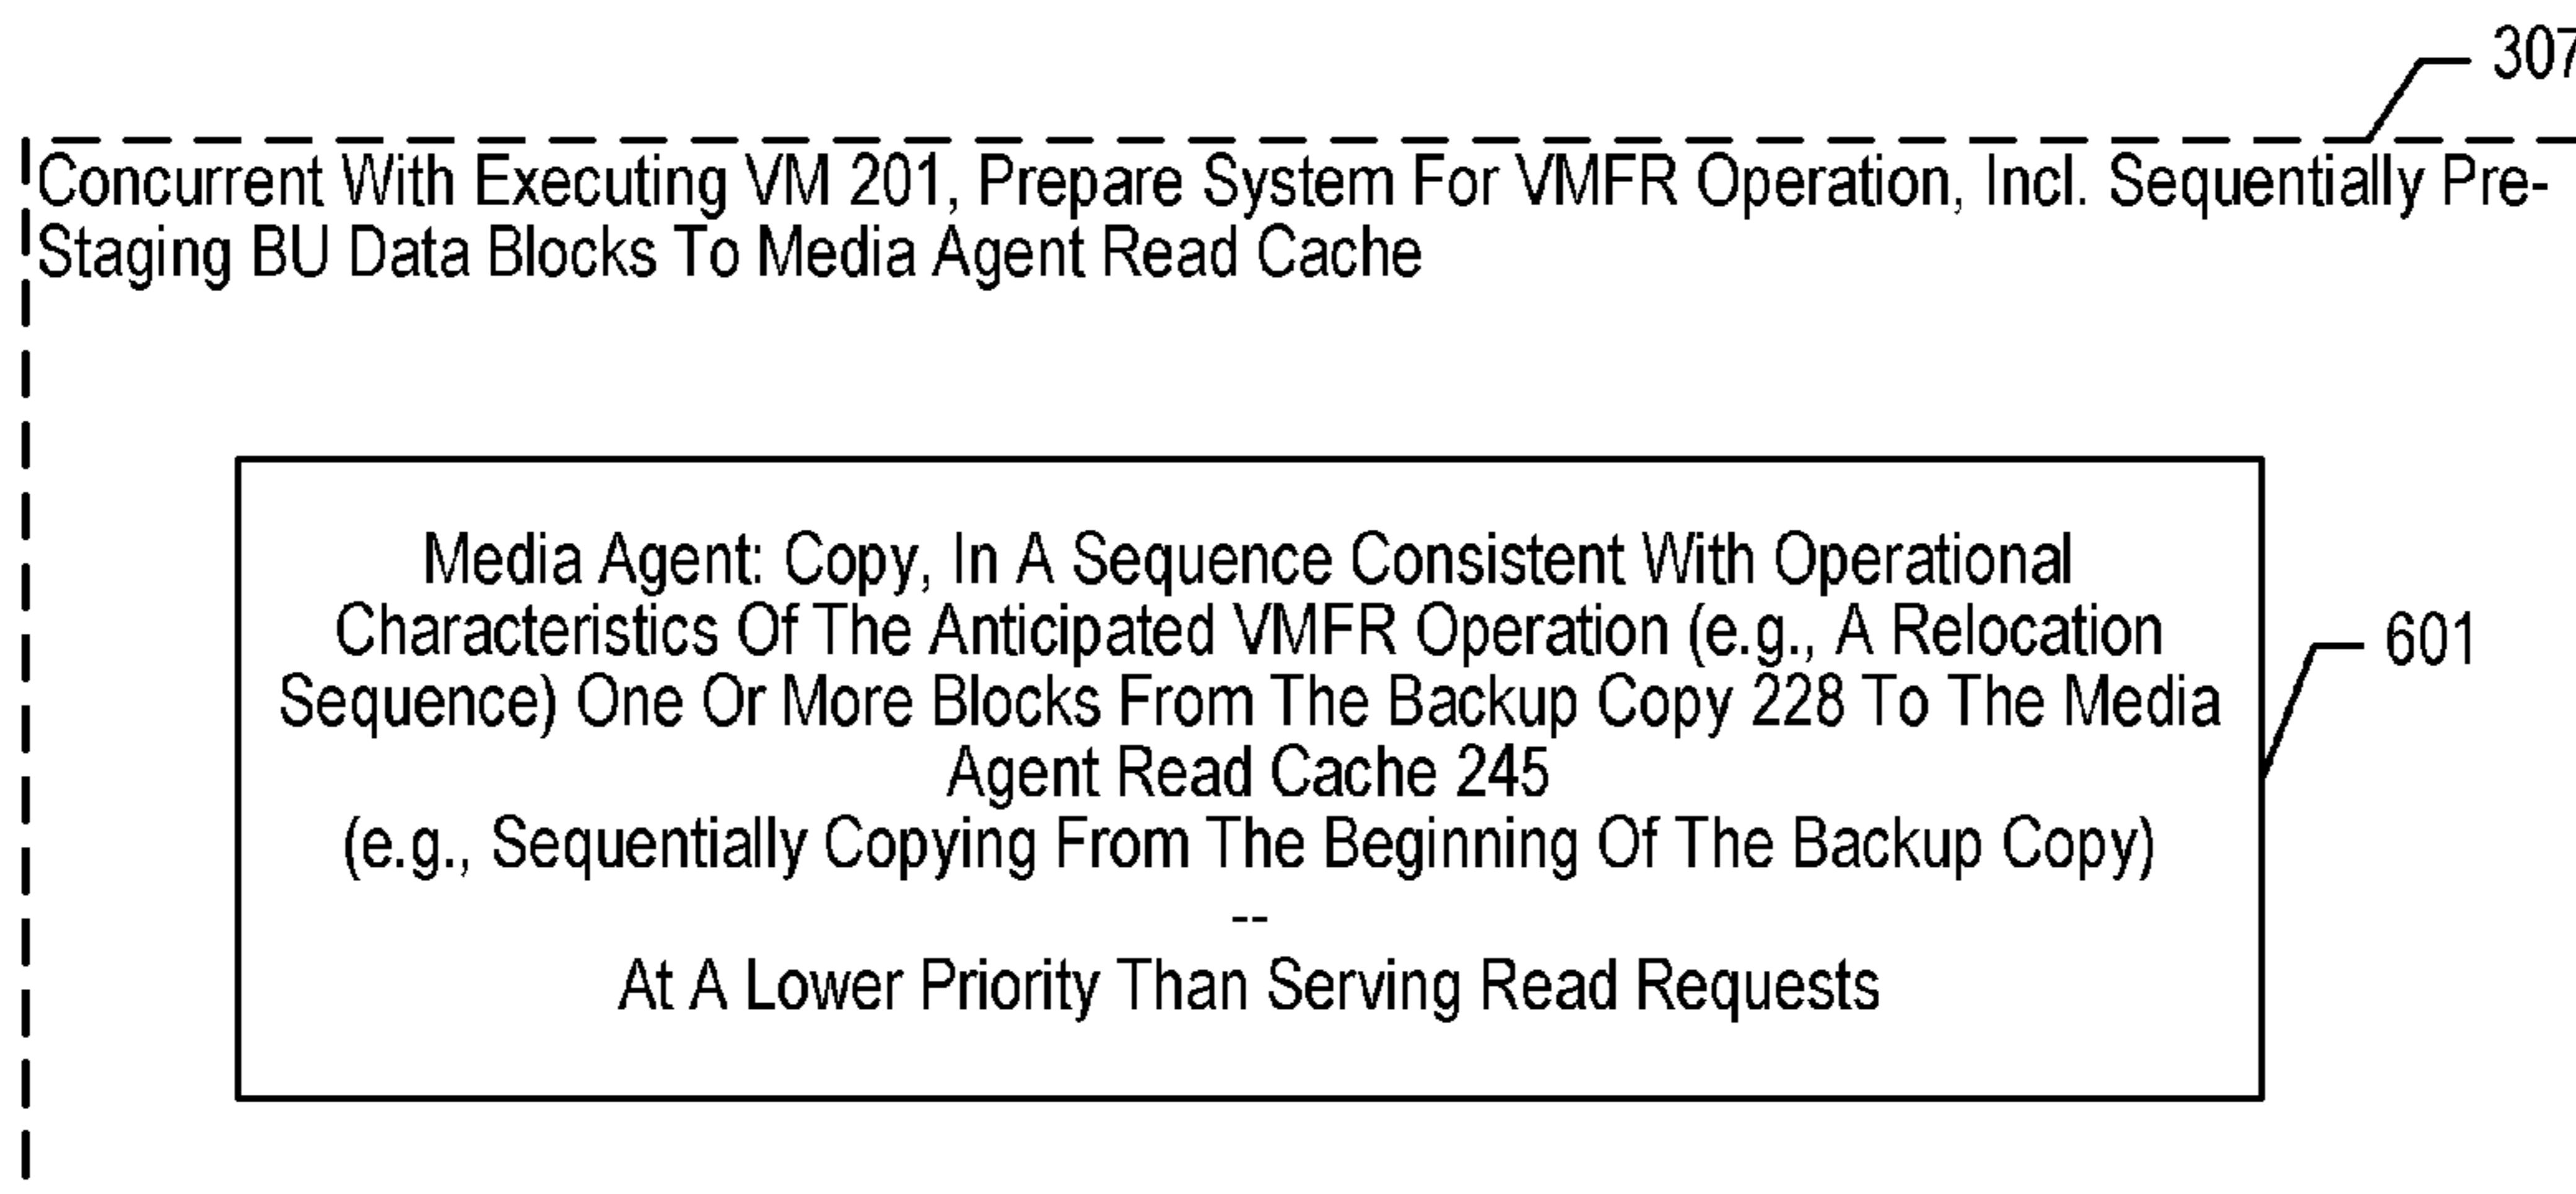 307
Concurrent With Executing VM 201, Prepare System For VMFR Operation, Incl. Sequentially Pre-
Staging BU Data Blocks To Media Agent Read Cache
Media Agent: Copy, In A Sequence Consistent With Operational
Characteristics Of The Anticipated VMFR Operation (e.g., A Relocation
Sequence) One Or More Blocks From The Backup Copy 228 To The Media
Agent Read Cache 245
(e.g., Sequentially Copying From The Beginning Of The Backup Copy)
--
At A Lower Priority Than Serving Read Requests
601